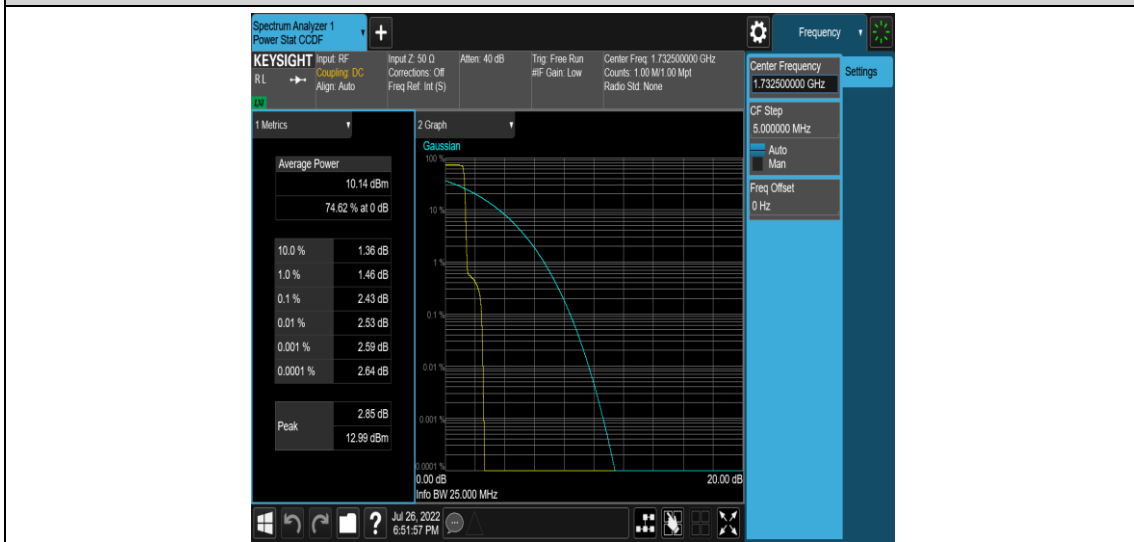 Spectrum Analyzer 1
Power Stat CCDF
Frequency
KEYSIGHT
RL
Input: RF
Coupling: DC
Align: Auto
Input Z: 50 Ω
Corrections: Off
Freq Ref: Int (S)
Atten: 40 dB
Trig: Free Run
#IF Gain: Low
Center Freq: 1.732500000 GHz
Counts: 1.00 M/1.00 Mpt
Radio Std: None
Center Frequency
1.732500000 GHz
Settings
CF Step
5.000000 MHz
Auto
Man
Freq Offset
0 Hz
1 Metrics
Average Power
10.14 dBm
74.62 % at 0 dB
10.0 % 1.36 dB
1.0 % 1.46 dB
0.1 % 2.43 dB
0.01 % 2.53 dB
0.001 % 2.59 dB
0.0001 % 2.64 dB
Peak
2.85 dB
12.99 dBm
2 Graph
Gaussian
100 %
10 %
1 %
0.1 %
0.01 %
0.001 %
0.0001 %
0.00 dB 20.00 dB
Info BW 25.000 MHz
Jul 26, 2022
6:51:57 PM